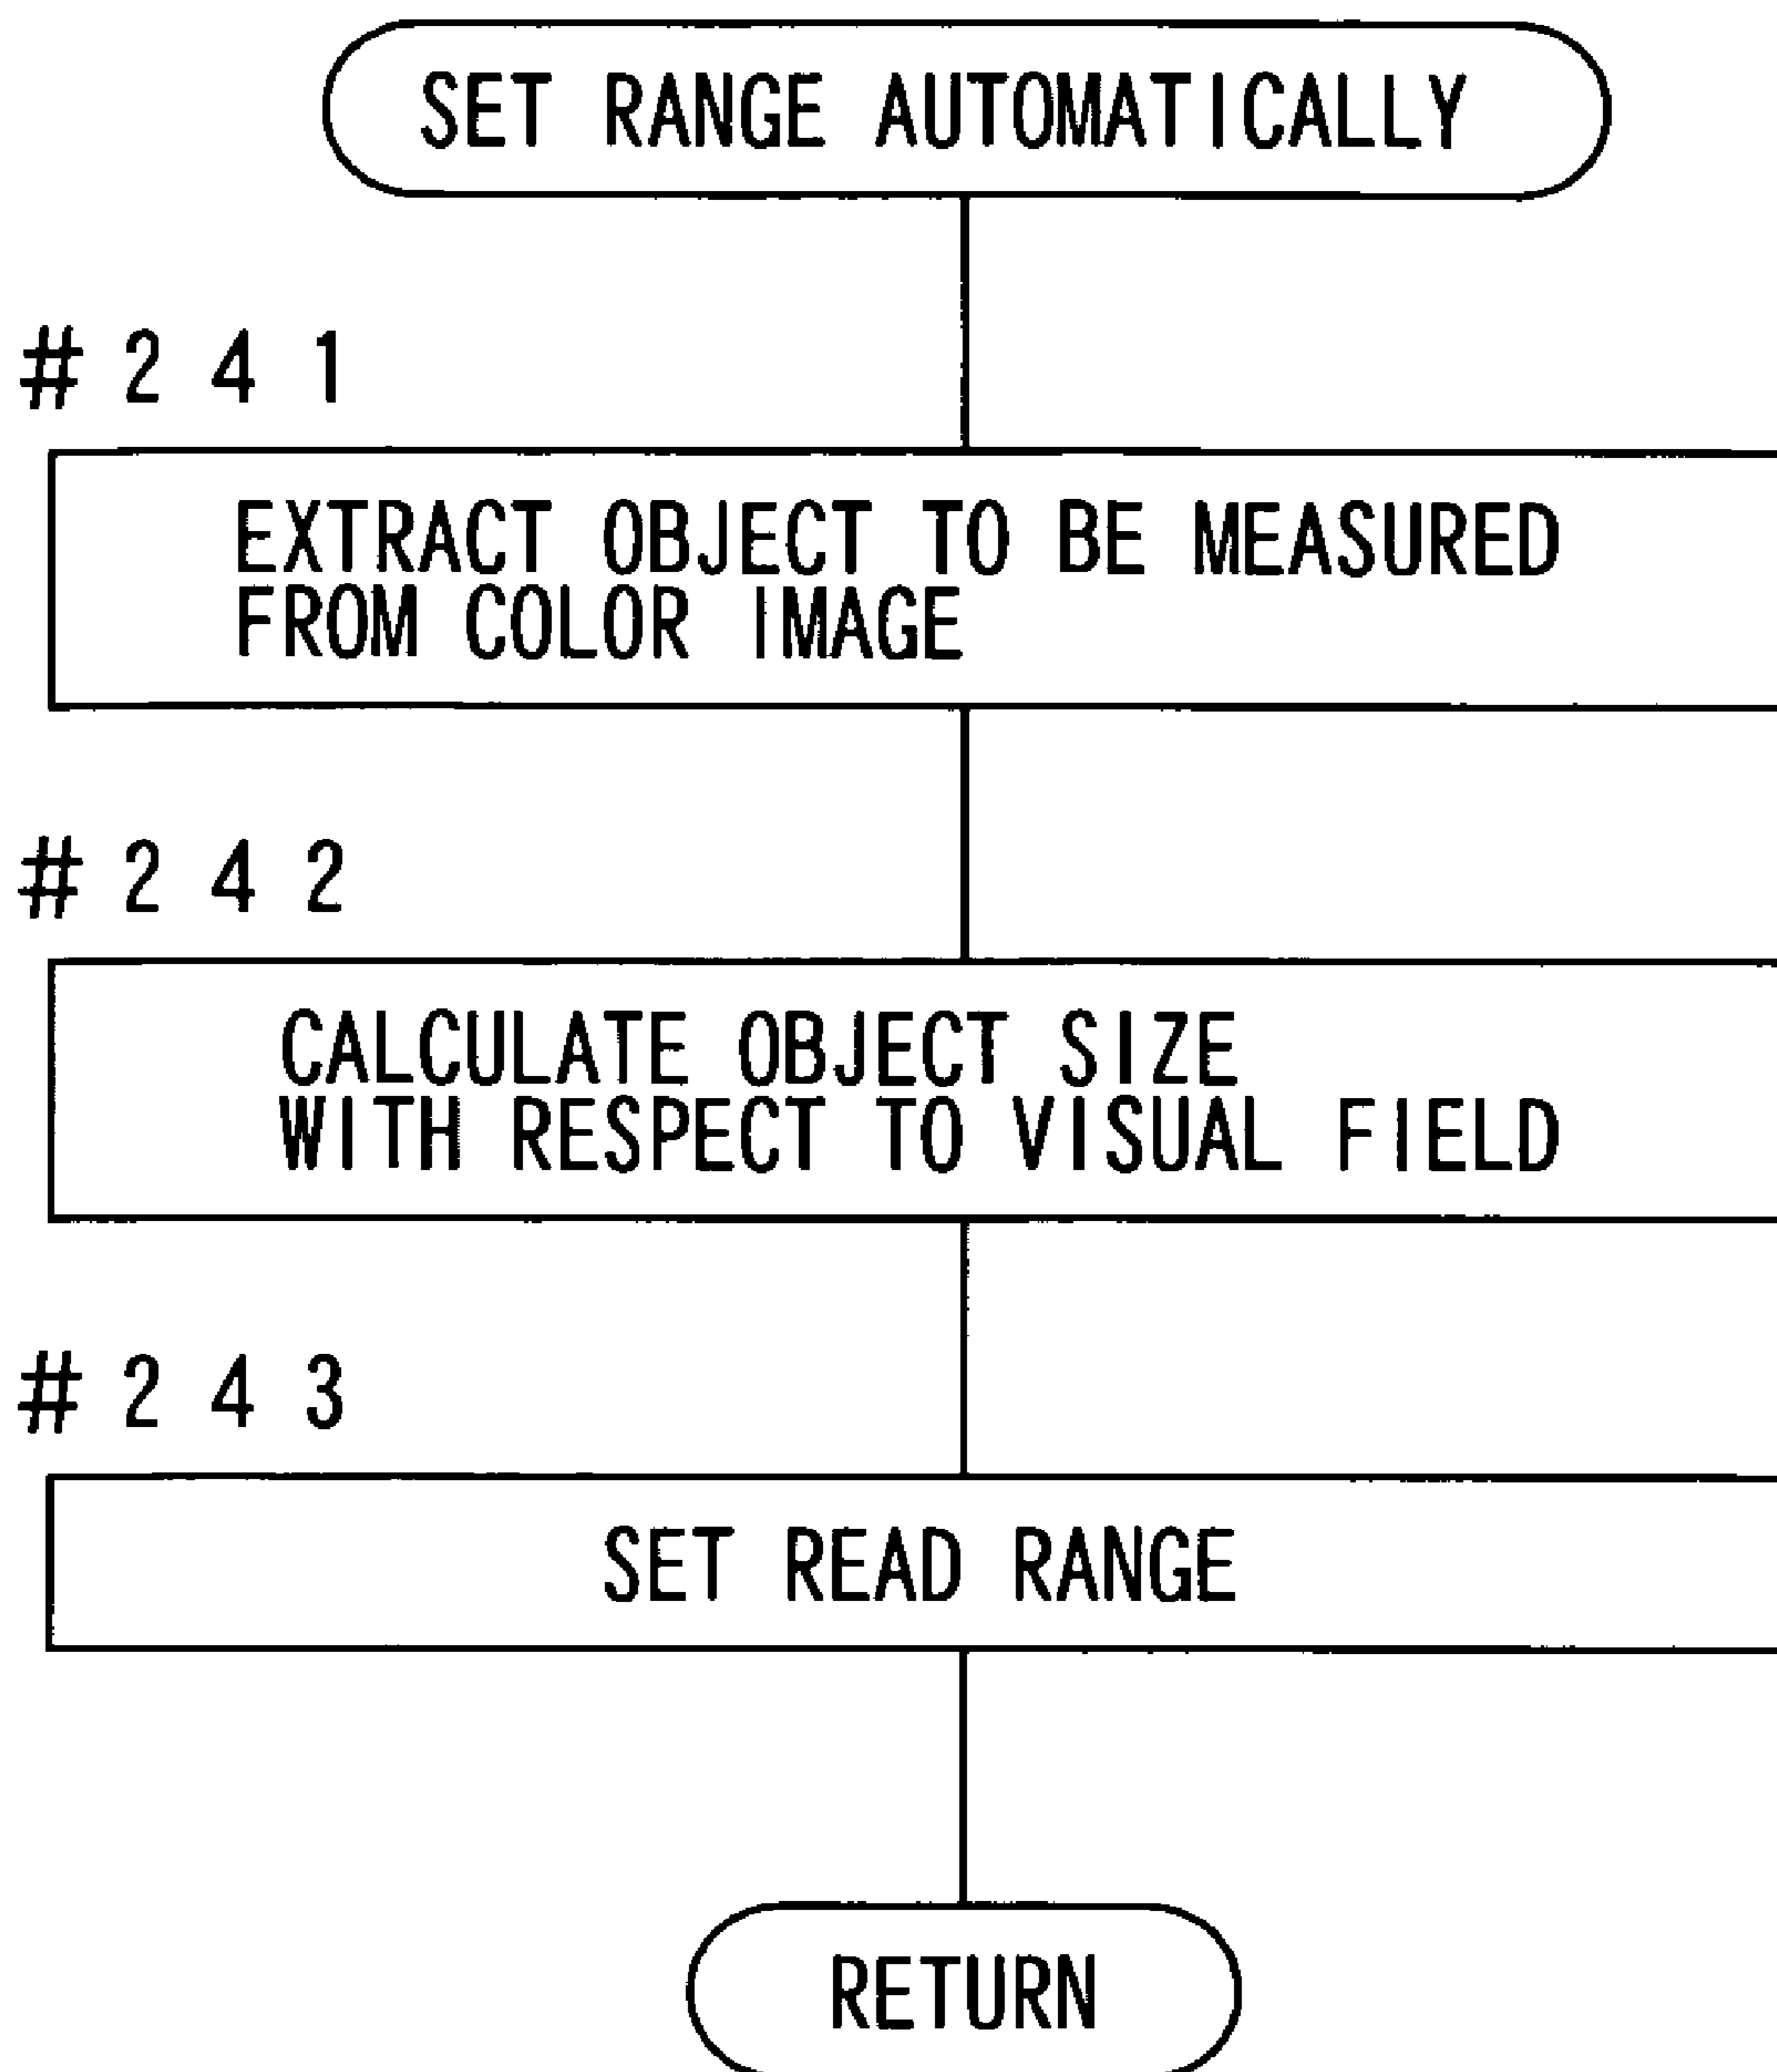 SET RANGE AUTOMATICALLY
#241
EXTRACT OBJECT TO BE MEASURED
FROM COLOR IMAGE
#242
CALCULATE OBJECT SIZE
WITH RESPECT TO VISUAL FIELD
#243
SET READ RANGE
RETURN